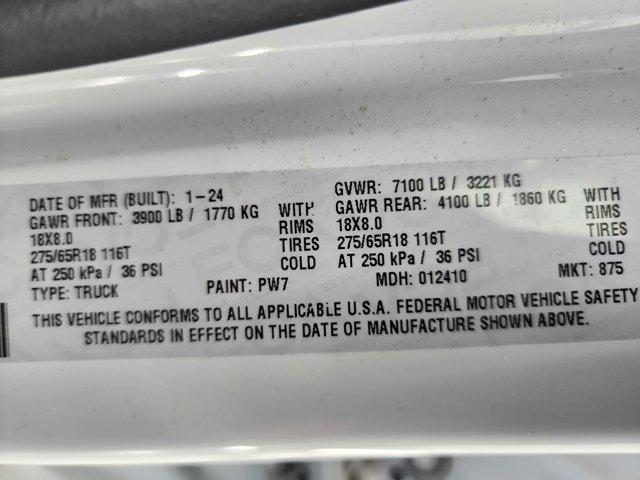 DATE OF MFR (BUILT): 1-24 GVWR: 7100 LB / 3221 KG
GAWR FRONT: 3900 LB / 1770 KG WITH GAWR REAR: 4100 LB / 1860 KG WITH
18X8.0 RIMS 18X8.0 RIMS
275/65R18 116T TIRES 275/65R18 116T TIRES
AT 250 kPa / 36 PSI COLD AT 250 kPa / 36 PSI COLD
TYPE: TRUCK PAINT: PW7 MDH: 012410 MKT: 875
THIS VEHICLE CONFORMS TO ALL APPLICABLE U.S.A. FEDERAL MOTOR VEHICLE SAFETY
STANDARDS IN EFFECT ON THE DATE OF MANUFACTURE SHOWN ABOVE.